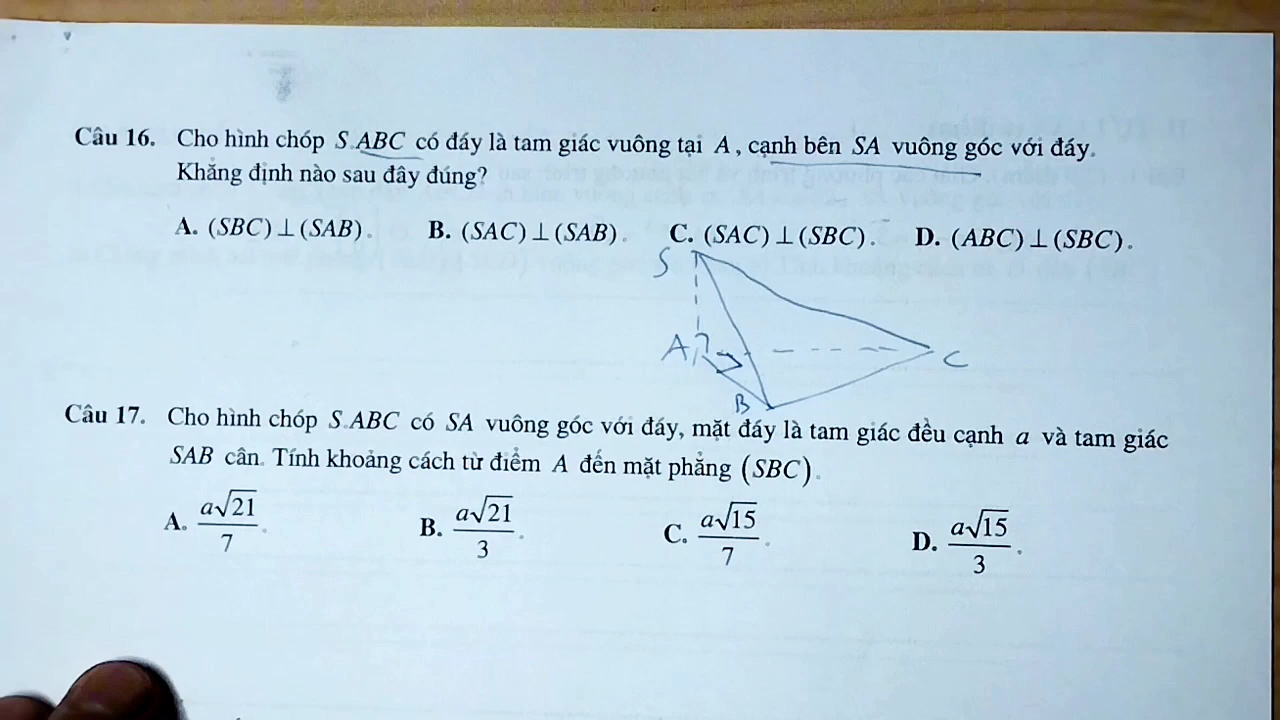 Câu 16. Cho hình chóp S.ABC có đáy là tam giác vuông tại A, cạnh bên SA vuông góc với đáy.
Khẳng định nào sau đây đúng?
A. (SBC) ⊥ (SAB). B. (SAC) ⊥ (SAB). C. (SAC) ⊥ (SBC). D. (ABC) ⊥ (SBC).
S
A
C
B
Câu 17. Cho hình chóp S.ABC có SA vuông góc với đáy, mặt đáy là tam giác đều cạnh a và tam giác
SAB cân. Tính khoảng cách từ điểm A đến mặt phẳng (SBC).
A. a√21/7. B. a√21/3. C. a√15/7. D. a√15/3.